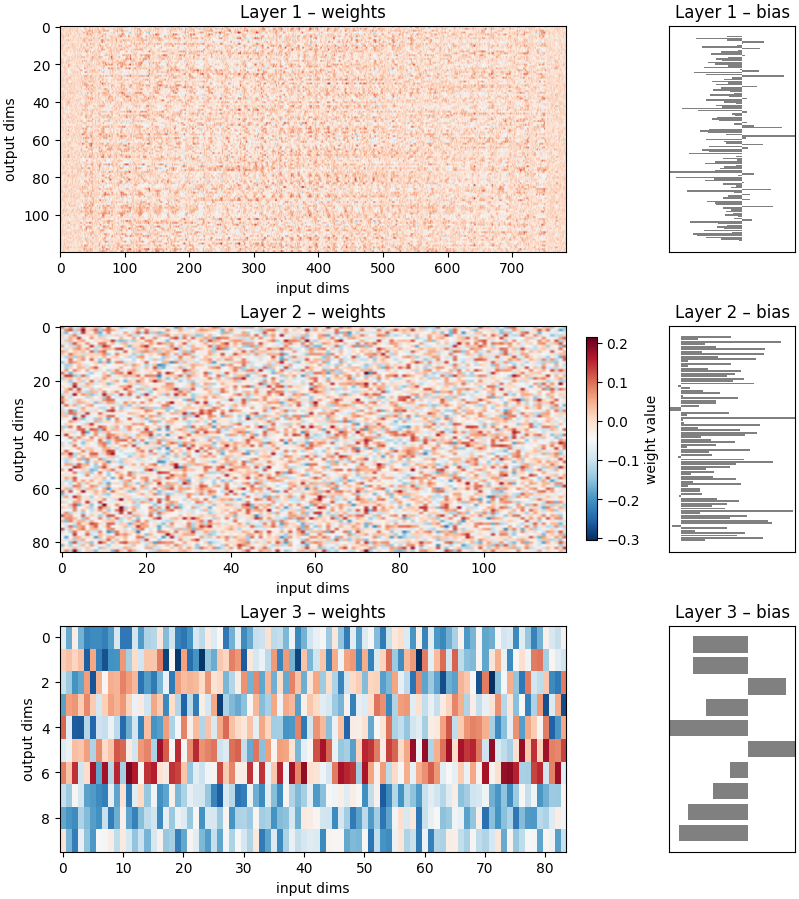 Layer 1 – weights
Layer 1 – bias
output dims
0
20
40
60
80
100
0 100 200 300 400 500 600 700
input dims
Layer 2 – weights
Layer 2 – bias
output dims
0
20
40
60
80
0 20 40 60 80 100
input dims
0.2
0.1
0.0
−0.1
−0.2
−0.3
weight value
Layer 3 – weights
Layer 3 – bias
output dims
0
2
4
6
8
0 10 20 30 40 50 60 70 80
input dims